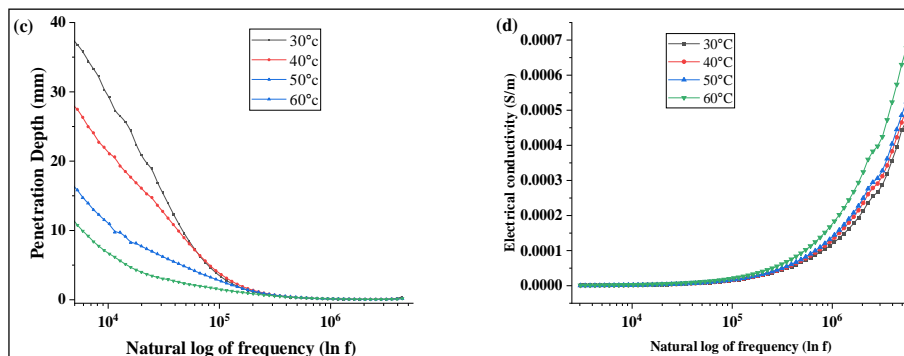 (c)
40
30
20
10
0
Penetration Depth (mm)
30°c
40°c
50°c
60°c
10⁴ 10⁵ 10⁶
Natural log of frequency (ln f)
(d)
0.0007
0.0006
0.0005
0.0004
0.0003
0.0002
0.0001
0.0000
Electrical conductivity (S/m)
30°C
40°C
50°C
60°C
10⁴ 10⁵ 10⁶
Natural log of frequency (ln f)